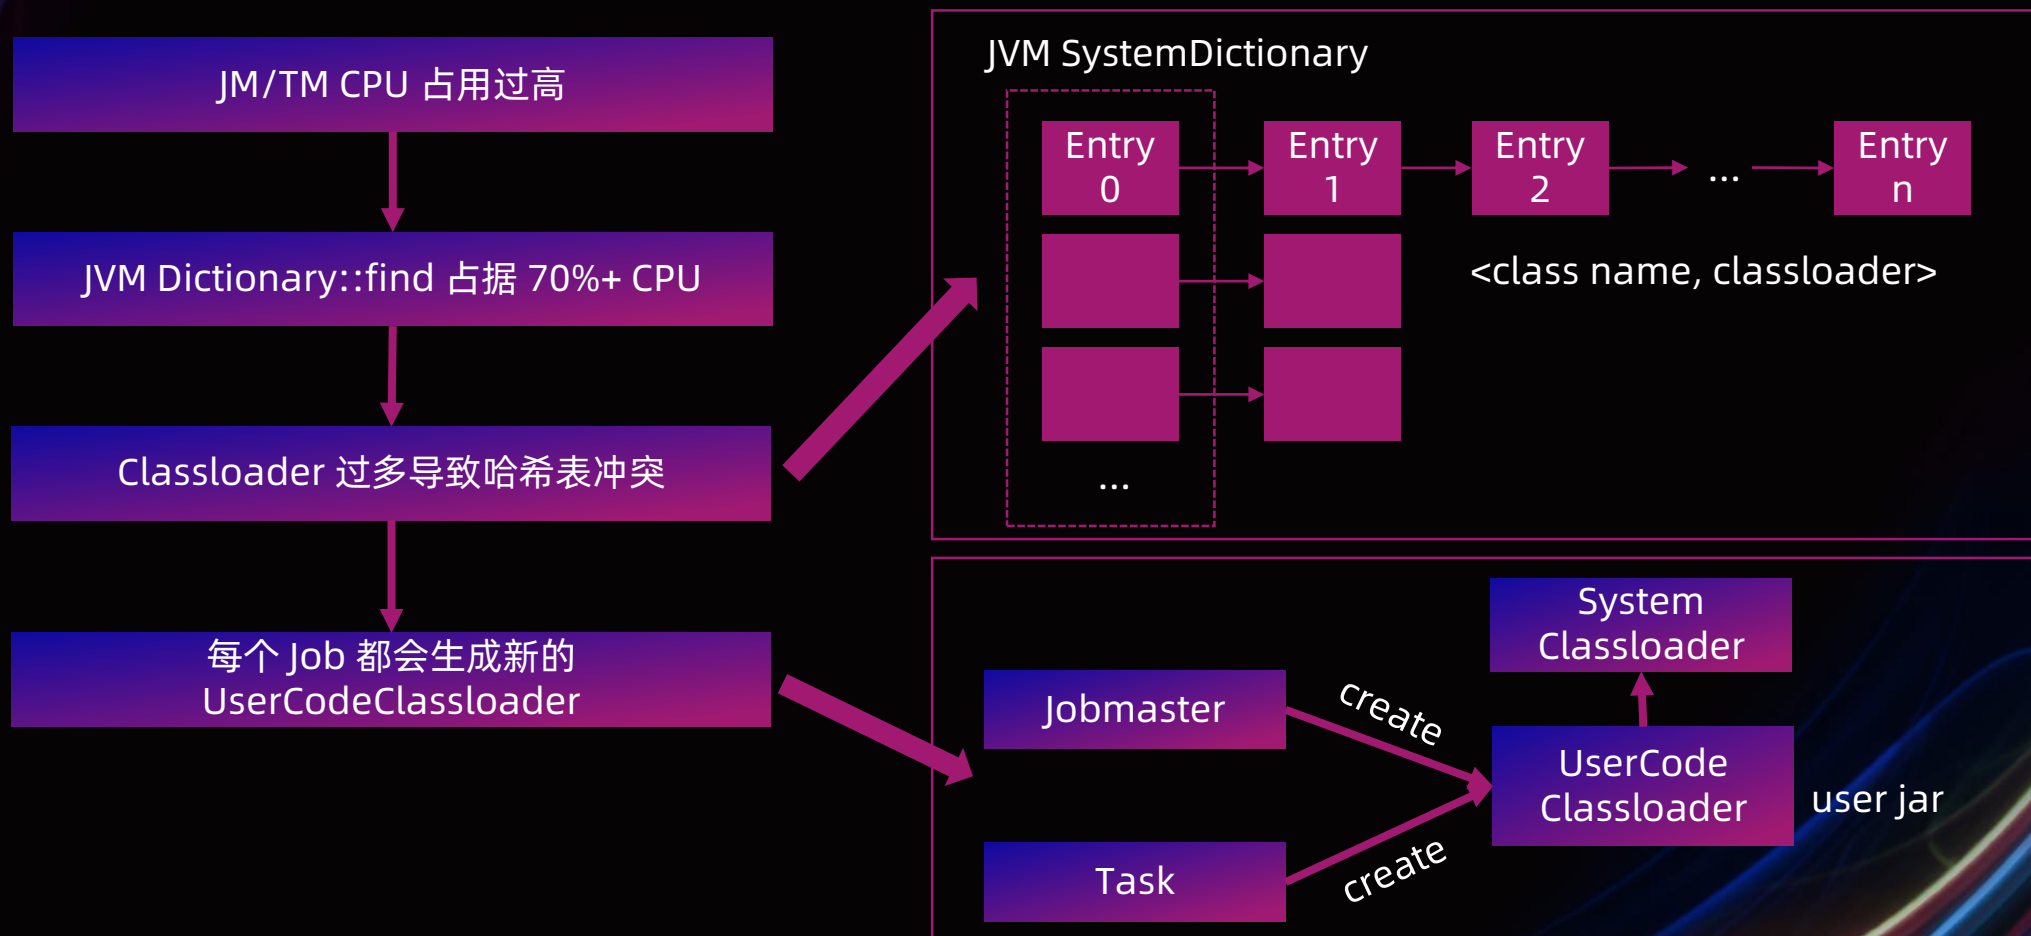 JM/TM CPU 占用过高
JVM Dictionary::find 占据 70%+ CPU
Classloader 过多导致哈希表冲突
每个 Job 都会生成新的
UserCodeClassloader
JVM SystemDictionary
Entry
0
Entry
1
Entry
2
...
Entry
n
<class name, classloader>
...
System
Classloader
Jobmaster
create
UserCode
Classloader
user jar
Task
create